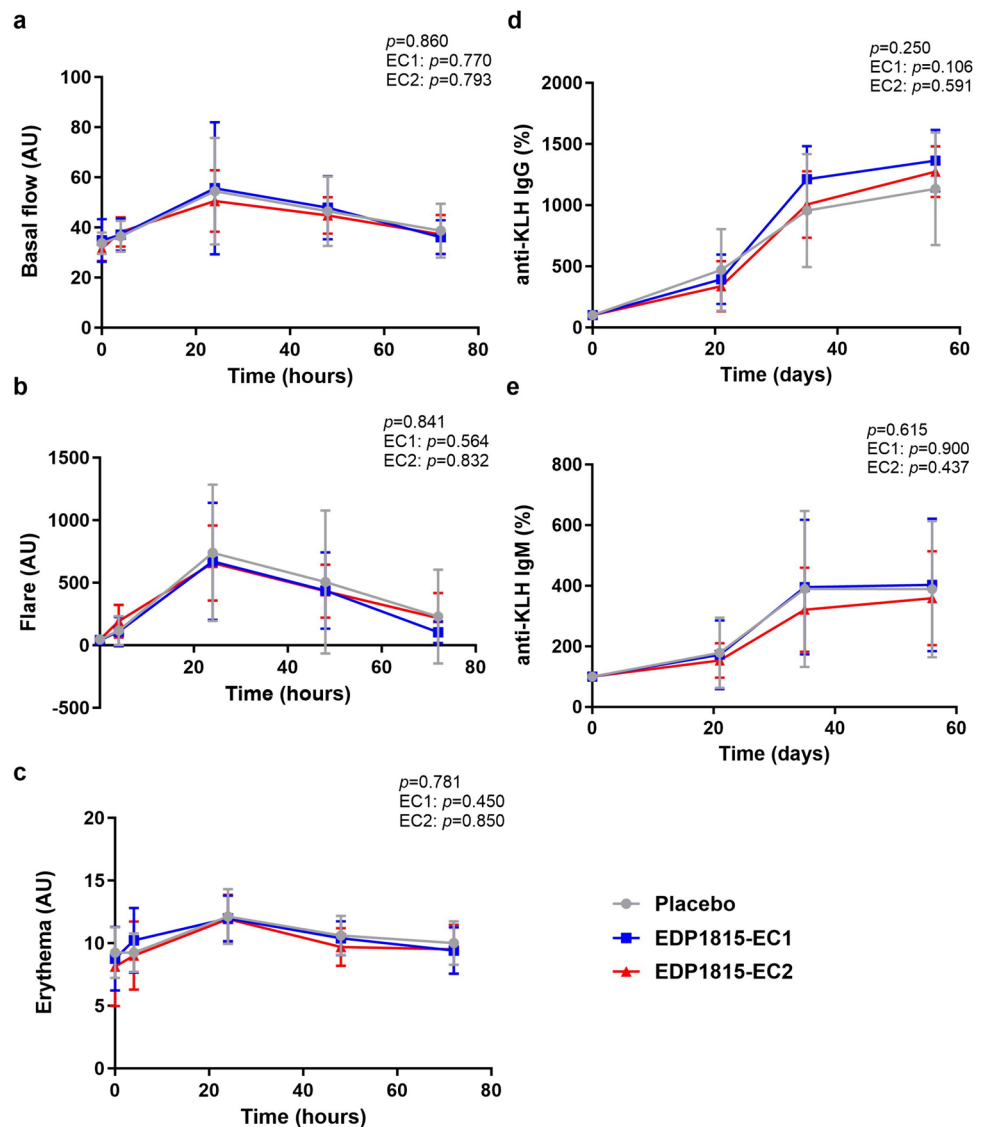 a
p=0.860
EC1: p=0.770
EC2: p=0.793
100
80
60
40
20
0
Basal flow (AU)
0 20 40 60 80
Time (hours)
b
p=0.841
EC1: p=0.564
EC2: p=0.832
1500
1000
500
0
-500
Flare (AU)
20 40 60 80
Time (hours)
c
p=0.781
EC1: p=0.450
EC2: p=0.850
20
15
10
5
0
Erythema (AU)
0 20 40 60 80
Time (hours)
d
p=0.250
EC1: p=0.106
EC2: p=0.591
2000
1500
1000
500
0
anti-KLH IgG (%)
0 20 40 60
Time (days)
e
p=0.615
EC1: p=0.900
EC2: p=0.437
800
600
400
200
0
anti-KLH IgM (%)
0 20 40 60
Time (days)
Placebo
EDP1815-EC1
EDP1815-EC2